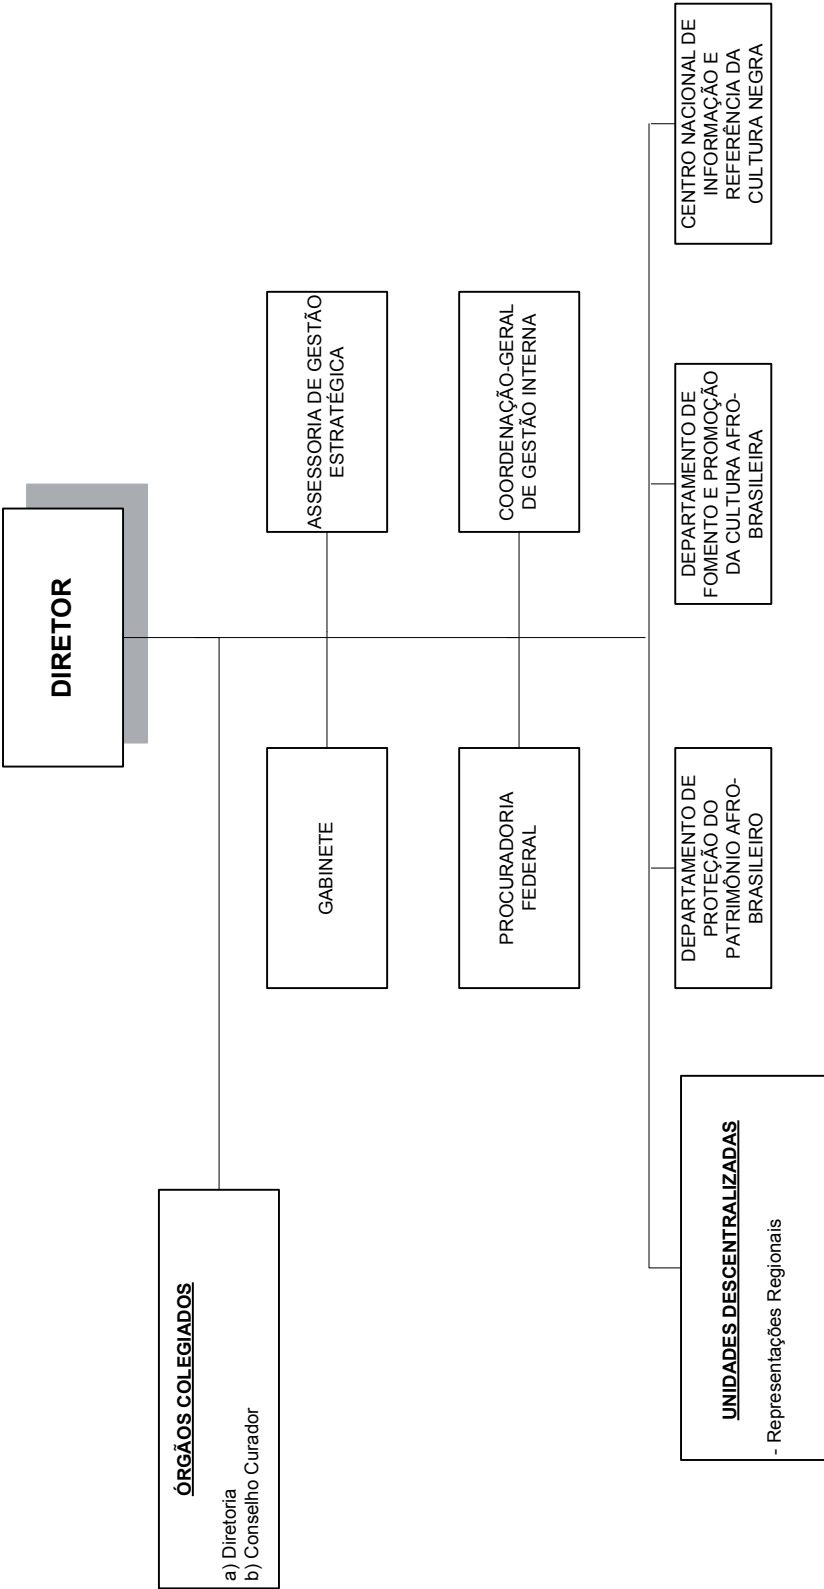 DIRETOR
ÓRGÃOS COLEGIADOS
a) Diretoria
b) Conselho Curador
GABINETE
ASSESSORIA DE GESTÃO
ESTRATÉGICA
PROCURADORIA
FEDERAL
COORDENAÇÃO-GERAL
DE GESTÃO INTERNA
UNIDADES DESCENTRALIZADAS
- Representações Regionais
DEPARTAMENTO DE
PROTEÇÃO DO
PATRIMÔNIO AFRO-
BRASILEIRO
DEPARTAMENTO DE
FOMENTO E PROMOÇÃO
DA CULTURA AFRO-
BRASILEIRA
CENTRO NACIONAL DE
INFORMAÇÃO E
REFERÊNCIA DA
CULTURA NEGRA